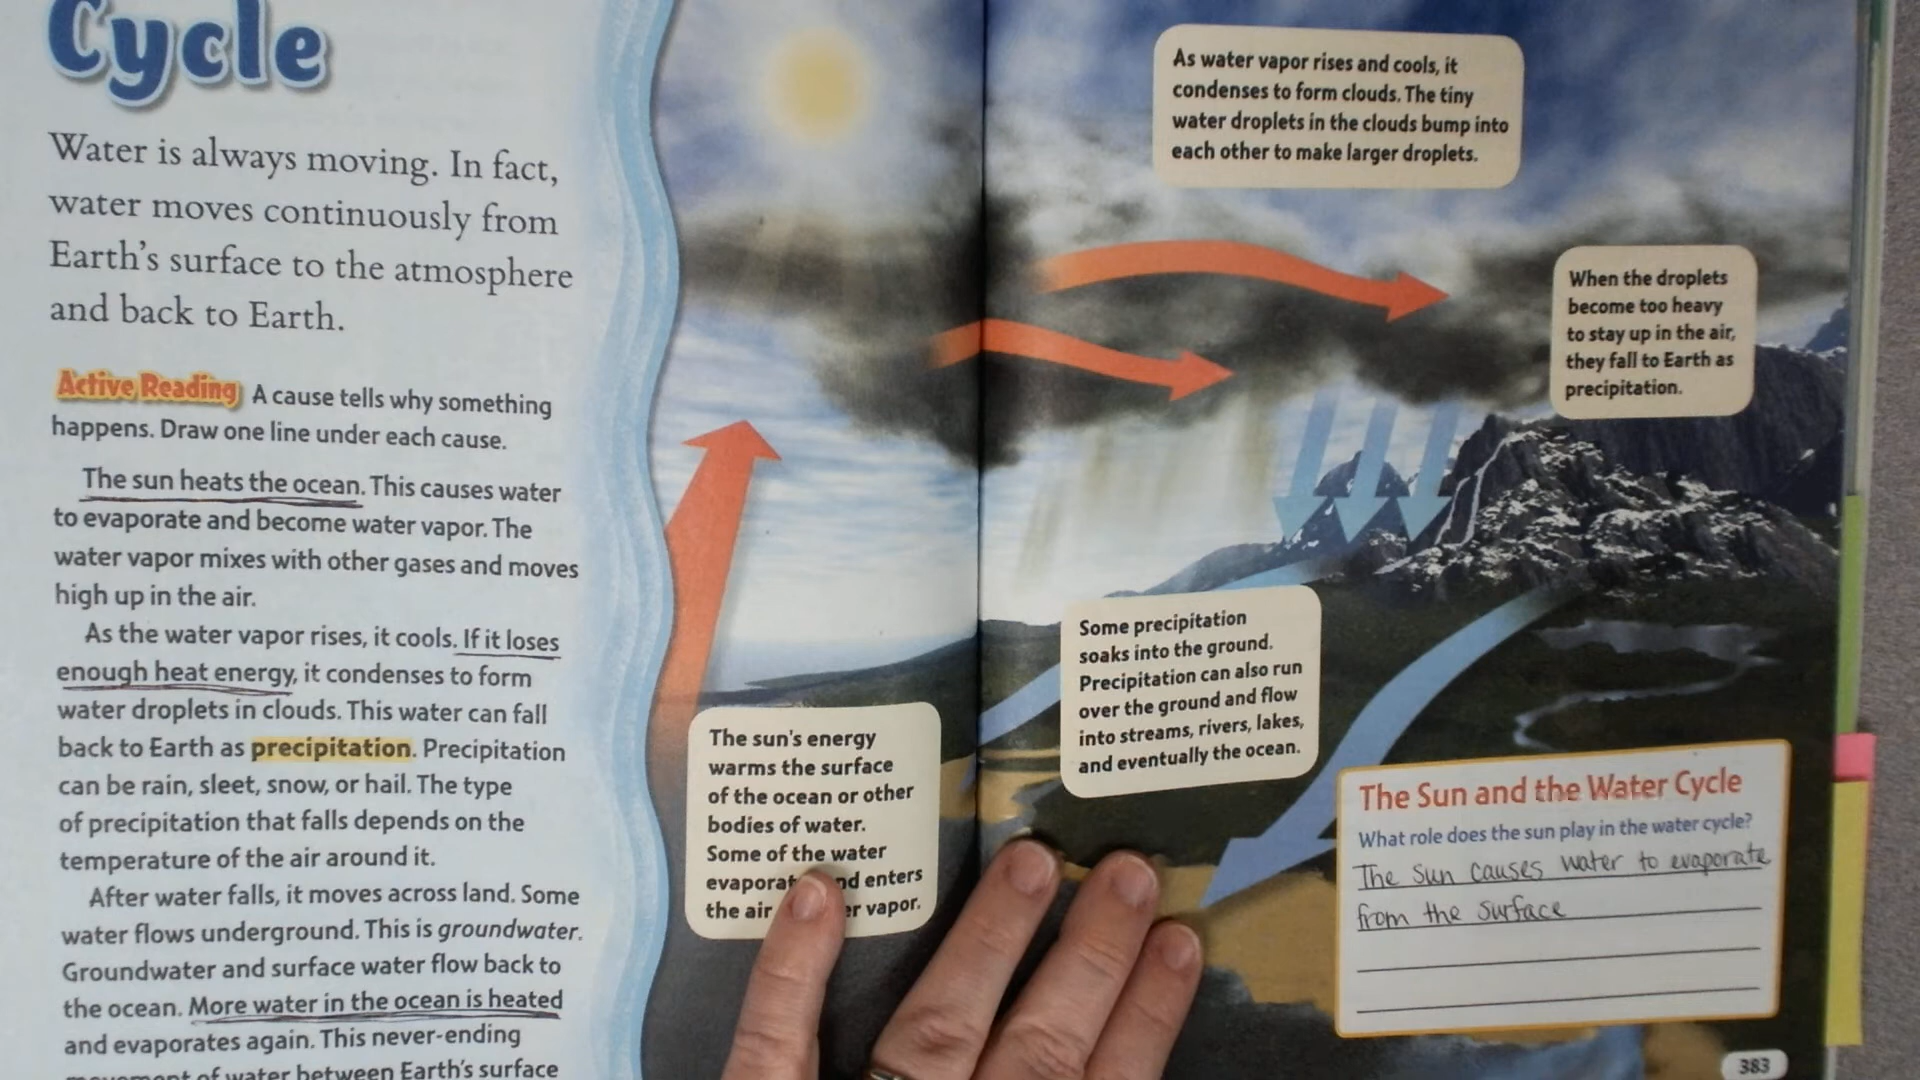 Cycle
Water is always moving. In fact,
water moves continuously from
Earth's surface to the atmosphere
and back to Earth.
Active Reading A cause tells why something
happens. Draw one line under each cause.
The sun heats the ocean. This causes water
to evaporate and become water vapor. The
water vapor mixes with other gases and moves
high up in the air.
As the water vapor rises, it cools. If it loses
enough heat energy, it condenses to form
water droplets in clouds. This water can fall
back to Earth as precipitation. Precipitation
can be rain, sleet, snow, or hail. The type
of precipitation that falls depends on the
temperature of the air around it.
After water falls, it moves across land. Some
water flows underground. This is groundwater.
Groundwater and surface water flow back to
the ocean. More water in the ocean is heated
and evaporates again. This never-ending
movement of water between Earth's surface
The sun's energy
warms the surface
of the ocean or other
bodies of water.
Some of the water
enters
the air vapor.
As water vapor rises and cools, it
condenses to form clouds. The tiny
water droplets in the clouds bump into
each other to make larger droplets.
When the droplets
become too heavy
to stay up in the air,
they fall to Earth as
precipitation.
Some precipitation
soaks into the ground.
Precipitation can also run
over the ground and flow
into streams, rivers, lakes,
and eventually the ocean.
The Sun and the Water Cycle
What role does the sun play in the water cycle?
The Sun causes water to evaporate
from the surface
383